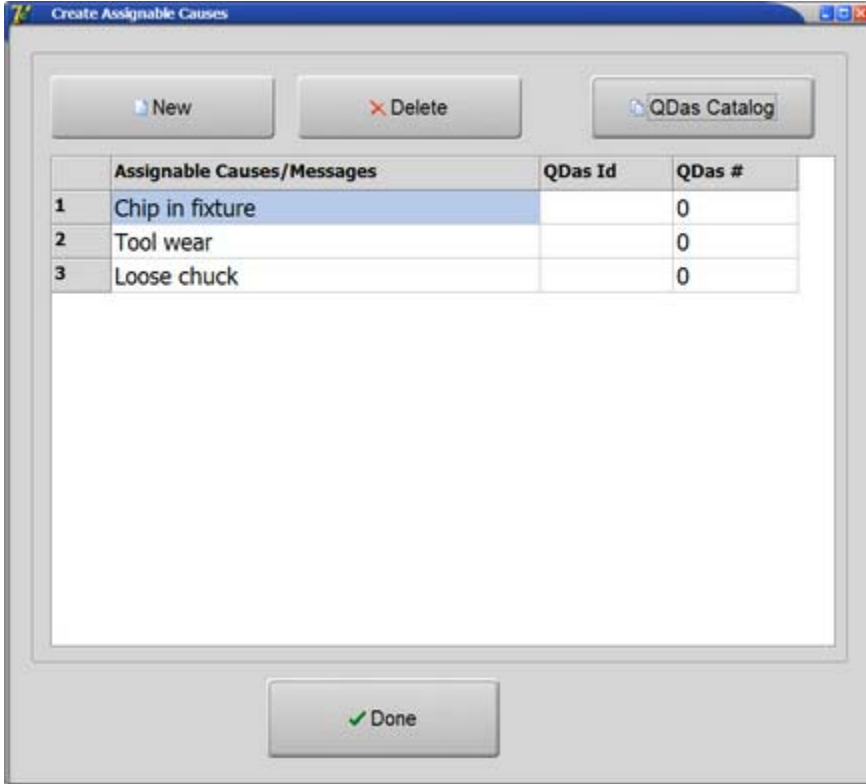 Create Assignable Causes
New Delete QDas Catalog
Assignable Causes/Messages QDas Id QDas #
1 Chip in fixture 0
2 Tool wear 0
3 Loose chuck 0
Done